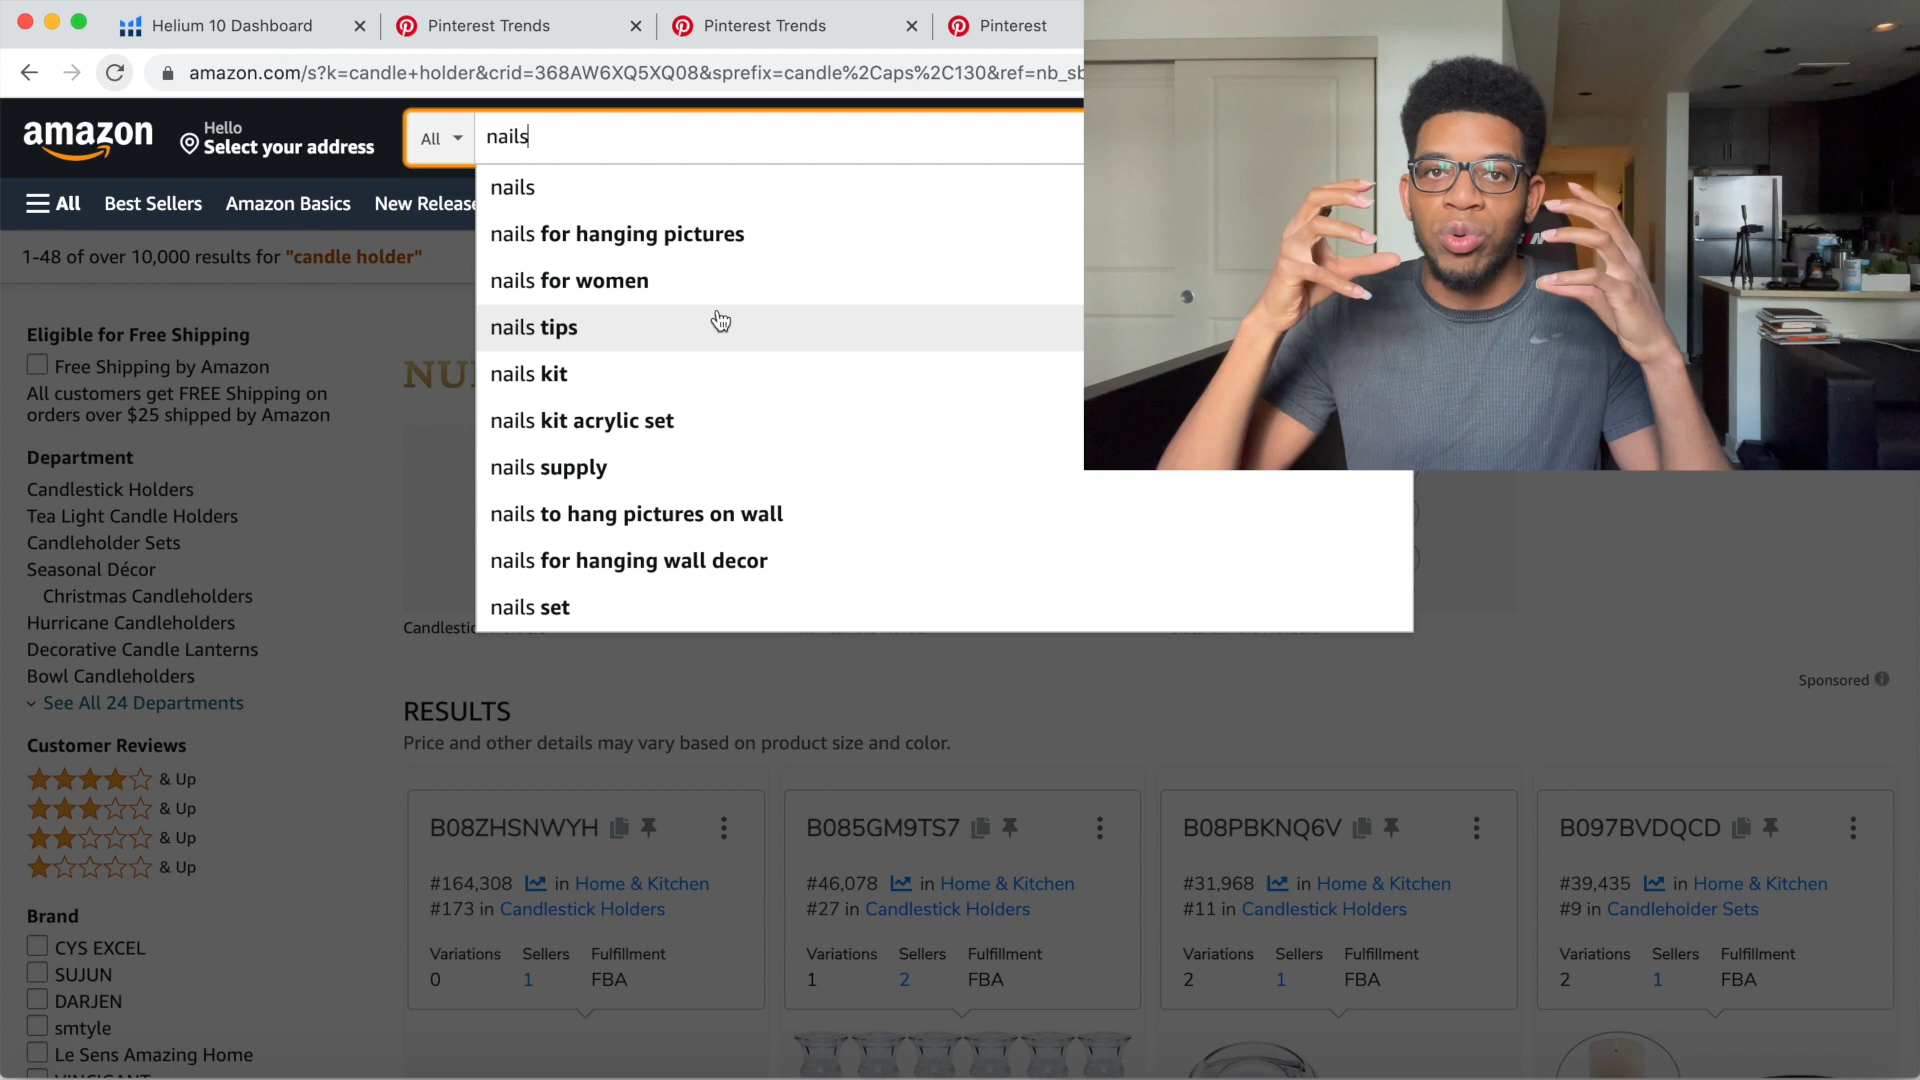 Helium 10 Dashboard
Pinterest Trends
Pinterest Trends
Pinterest
amazon.com/s?k=candle+holder&crid=368AW6XQ5XQ08&sprefix=candle%2Caps%2C130&ref=nb_sb
amazon
Hello
Select your address
All
nails
All
Best Sellers
Amazon Basics
New Release
nails
nails for hanging pictures
nails for women
nails tips
nails kit
nails kit acrylic set
nails supply
nails to hang pictures on wall
nails for hanging wall decor
nails set
1-48 of over 10,000 results for "candle holder"
Eligible for Free Shipping
Free Shipping by Amazon
All customers get FREE Shipping on
orders over $25 shipped by Amazon
Department
Candlestick Holders
Tea Light Candle Holders
Candleholder Sets
Seasonal Décor
Christmas Candleholders
Hurricane Candleholders
Decorative Candle Lanterns
Bowl Candleholders
See All 24 Departments
Customer Reviews
& Up
& Up
& Up
& Up
Brand
CYS EXCEL
SUJUN
DARJEN
smtyle
Le Sens Amazing Home
Sponsored
RESULTS
Price and other details may vary based on product size and color.
B08ZHSNWYH
#164,308 in Home & Kitchen
#173 in Candlestick Holders
Variations Sellers Fulfillment
0 1 FBA
B085GM9TS7
#46,078 in Home & Kitchen
#27 in Candlestick Holders
Variations Sellers Fulfillment
1 2 FBA
B08PBKNQ6V
#31,968 in Home & Kitchen
#11 in Candlestick Holders
Variations Sellers Fulfillment
2 1 FBA
B097BVDQCD
#39,435 in Home & Kitchen
#9 in Candleholder Sets
Variations Sellers Fulfillment
2 1 FBA